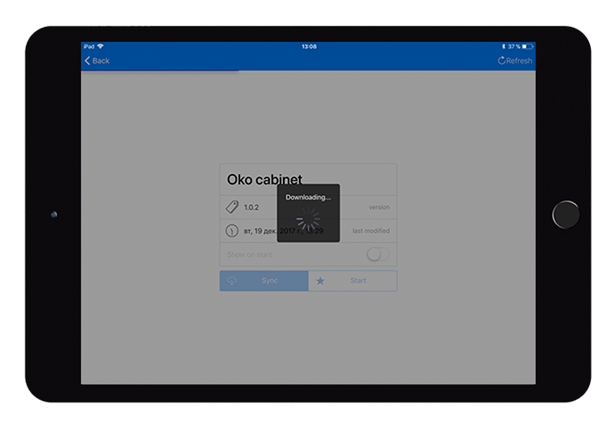 iPad 13:08 37 %
Back Refresh
Oko cabinet
Downloading...
1.0.2 version
вт, 19 дек. 2017 г., 13:29 last modified
Show on start
Sync Start